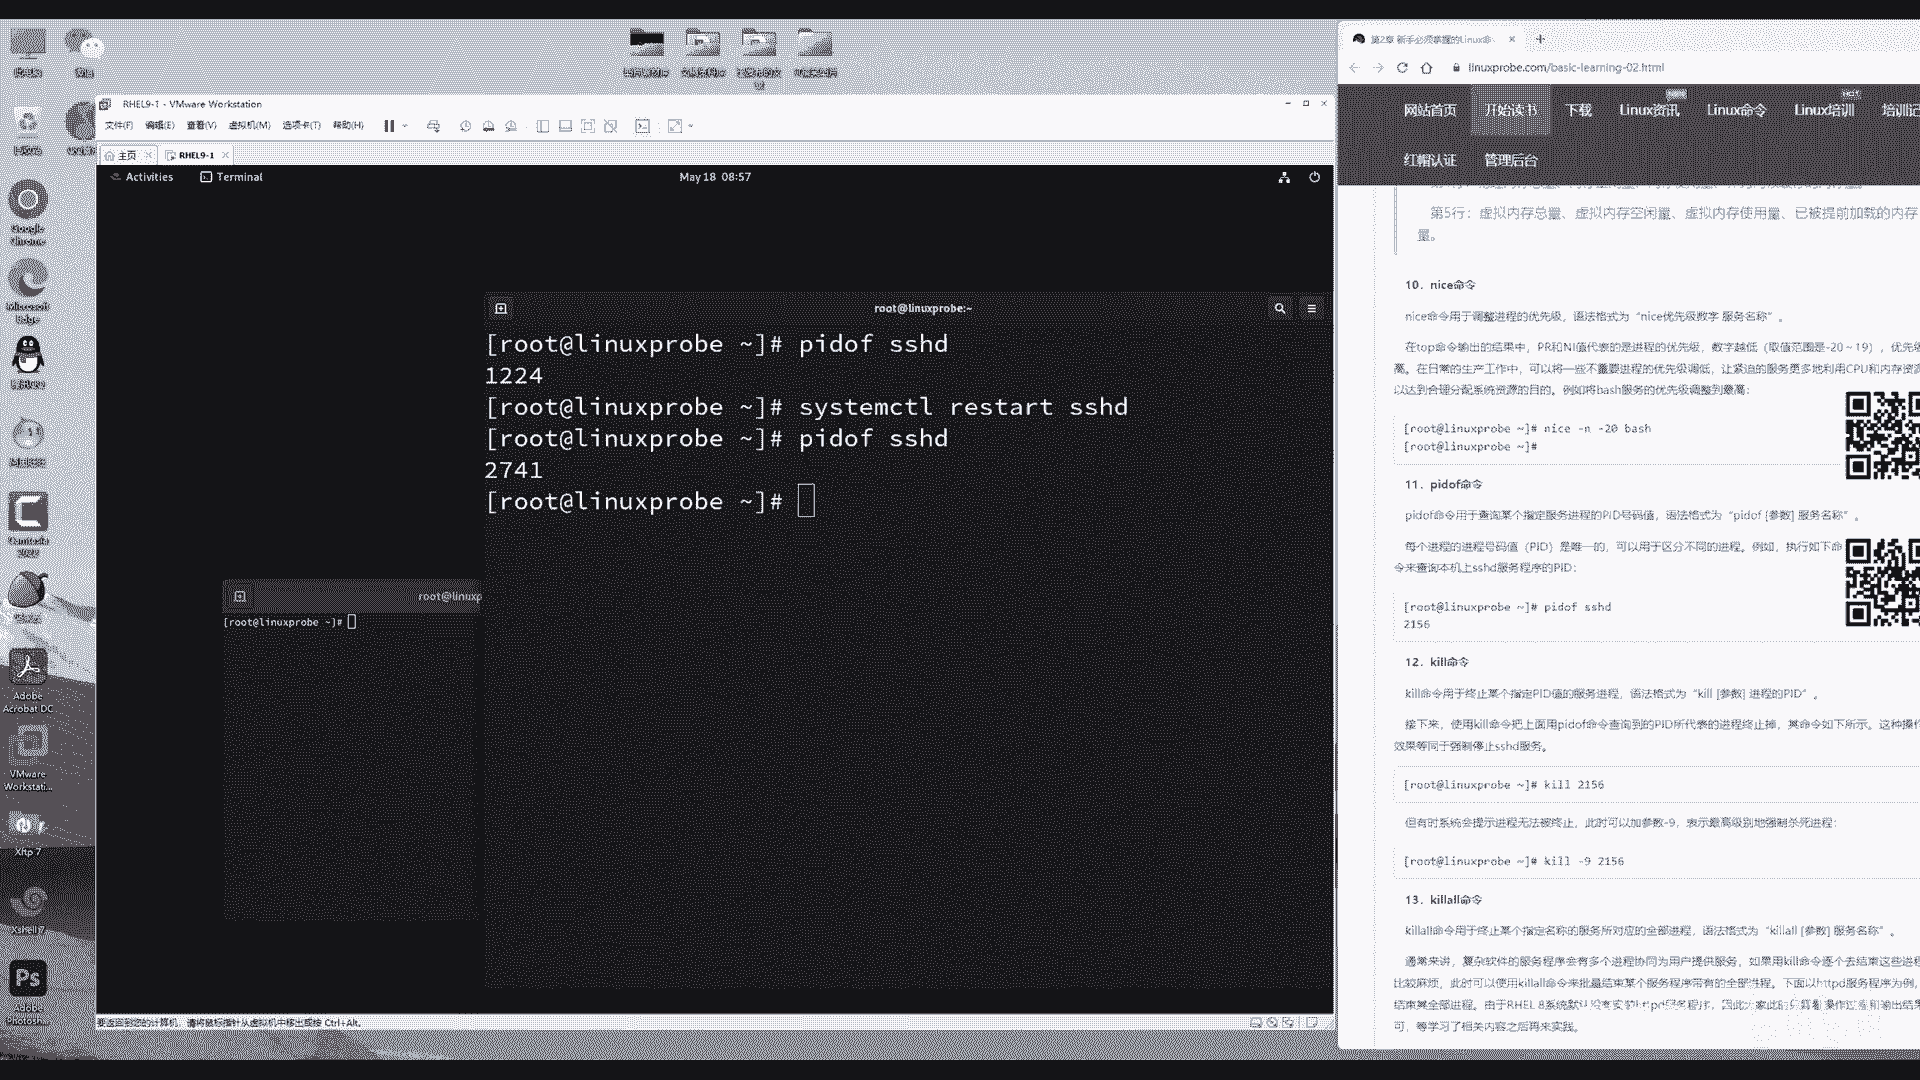 Google
Chrome
Microsoft
Edge
Camtasia
2022
Adobe
Acrobat DC
VMware
Workstati...
Xftp 7
Xshell 7
Adobe
Photosh...
RHEL9-1 - VMware Workstation
文件(F) 编辑(E) 查看(V) 虚拟机(M) 选项卡(T) 帮助(H)
主页
RHEL9-1
Activities Terminal
May 18 08:57
root@linuxprobe:~
[root@linuxprobe ~]# pidof sshd
1224
[root@linuxprobe ~]# systemctl restart sshd
[root@linuxprobe ~]# pidof sshd
2741
[root@linuxprobe ~]#
root@linuxp
[root@linuxprobe ~]#
要返回到您的计算机，请将鼠标指针从虚拟机中移出或按 Ctrl+Alt。
第2章 新手必须掌握的Linux命
linuxprobe.com/basic-learning-02.html
网站首页 开始读书 下载 Linux资讯 Linux命令 Linux培训 培训记
HOT
红帽认证 管理后台
第5行：虚拟内存总量、虚拟内存空闲量、虚拟内存使用量、已被提前加载的内存
量。
10．nice命令
nice命令用于调整进程的优先级，语法格式为“nice优先级数字 服务名称”。
在top命令输出的结果中，PR和NI值代表的是进程的优先级，数字越低（取值范围是-20～19），优先级
高。在日常的生产工作中，可以将一些不重要进程的优先级调低，让紧迫的服务更多地利用CPU和内存资源
以达到合理分配系统资源的目的。例如将bash服务的优先级调整到最高：
[root@linuxprobe ~]# nice -n -20 bash
[root@linuxprobe ~]#
11．pidof命令
pidof命令用于查询某个指定服务进程的PID号码值，语法格式为“pidof [参数] 服务名称”。
每个进程的进程号码值（PID）是唯一的，可以用于区分不同的进程。例如，执行如下命
令来查询本机上sshd服务程序的PID：
[root@linuxprobe ~]# pidof sshd
2156
12．kill命令
kill命令用于终止某个指定PID值的服务进程，语法格式为“kill [参数] 进程的PID”。
接下来，使用kill命令把上面用pidof命令查询到的PID所代表的进程终止掉，其命令如下所示。这种操作
效果等同于强制停止sshd服务。
[root@linuxprobe ~]# kill 2156
但有时系统会提示进程无法被终止，此时可以加参数-9，表示最高级别地强制杀死进程：
[root@linuxprobe ~]# kill -9 2156
13．killall命令
killall命令用于终止某个指定名称的服务所对应的全部进程，语法格式为“killall [参数] 服务名称”。
通常来讲，复杂软件的服务程序会有多个进程协同为用户提供服务，如果用kill命令逐个去结束这些进程
比较麻烦，此时可以使用killall命令来批量结束某个服务程序带有的全部进程。下面以httpd服务程序为例，
结束其全部进程。由于RHEL 8系统默认没有安装httpd服务程序，因此大家此时只需看操作过程和输出结果
可，等学习了相关内容之后再来实践。